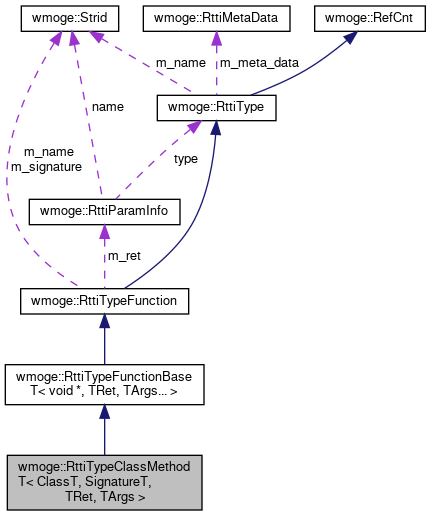 wmoge::Strid
wmoge::RttiMetaData
wmoge::RefCnt
m_name
m_meta_data
wmoge::RttiType
name
m_name
m_signature
type
wmoge::RttiParamInfo
m_ret
wmoge::RttiTypeFunction
wmoge::RttiTypeFunctionBase
T< void *, TRet, TArgs... >
wmoge::RttiTypeClassMethod
T< ClassT, SignatureT,
TRet, TArgs >